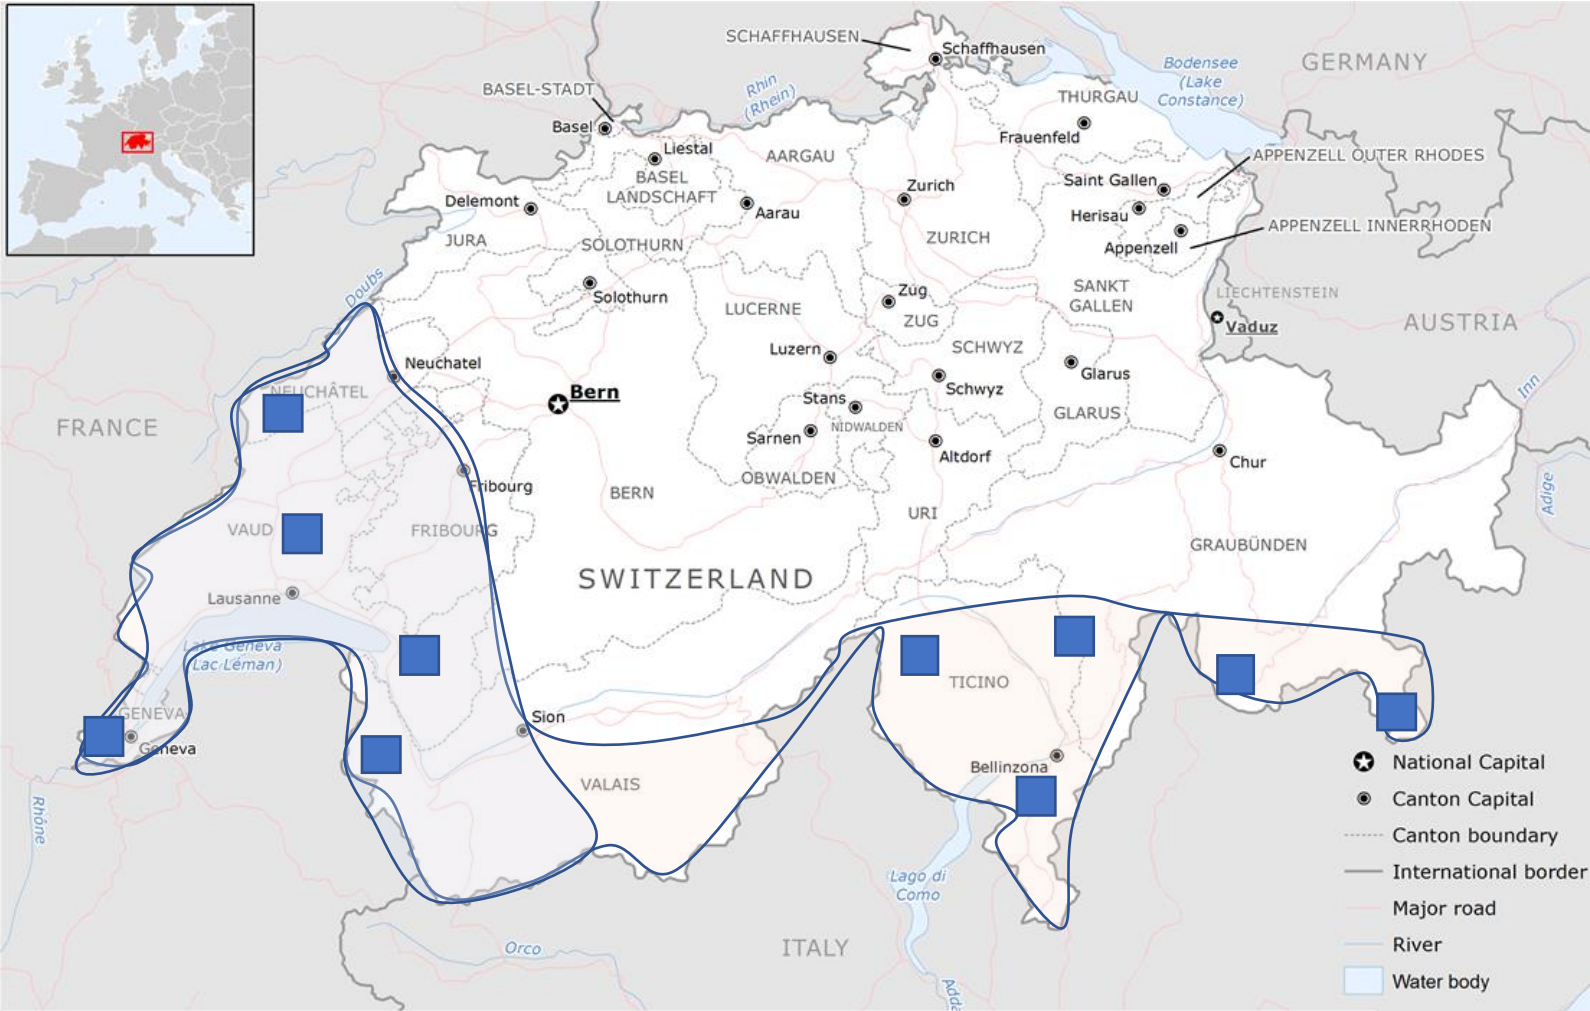 SCHAFFHAUSEN
Schaffhausen
GERMANY
Bodensee
(Lake
Constance)
Rhin
(Rhein)
BASEL-STADT
THURGAU
Basel
Frauenfeld
Liestal
AARGAU
APPENZELL OUTER RHODES
BASEL
LANDSCHAFT
Saint Gallen
Zurich
Delemont
Aarau
Herisau
APPENZELL INNERRHODEN
JURA
SOLOTHURN
ZURICH
Appenzell
Doubs
Solothurn
Zug
SANKT
GALLEN
LIECHTENSTEIN
LUCERNE
ZUG
Vaduz
AUSTRIA
Luzern
SCHWYZ
Neuchatel
Glarus
Inn
NEUCHÂTEL
Bern
Schwyz
Stans
FRANCE
NIDWALDEN
GLARUS
Sarnen
Altdorf
Chur
Fribourg
OBWALDEN
BERN
Adige
VAUD
FRIBOURG
URI
GRAUBÜNDEN
SWITZERLAND
Lausanne
Lake Geneva
(Lac Léman)
TICINO
GENEVA
Sion
Geneva
Bellinzona
VALAIS
Rhône
Lago di
Como
ITALY
Orco
Adda
National Capital
Canton Capital
Canton boundary
International border
Major road
River
Water body